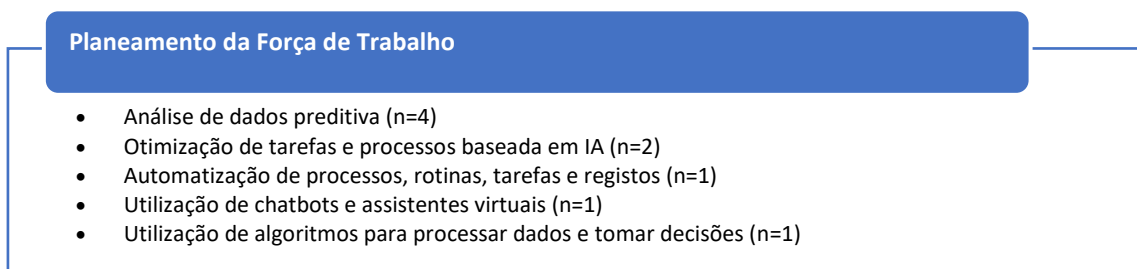 Planeamento da Força de Trabalho
• Análise de dados preditiva (n=4)
• Otimização de tarefas e processos baseada em IA (n=2)
• Automatização de processos, rotinas, tarefas e registos (n=1)
• Utilização de chatbots e assistentes virtuais (n=1)
• Utilização de algoritmos para processar dados e tomar decisões (n=1)